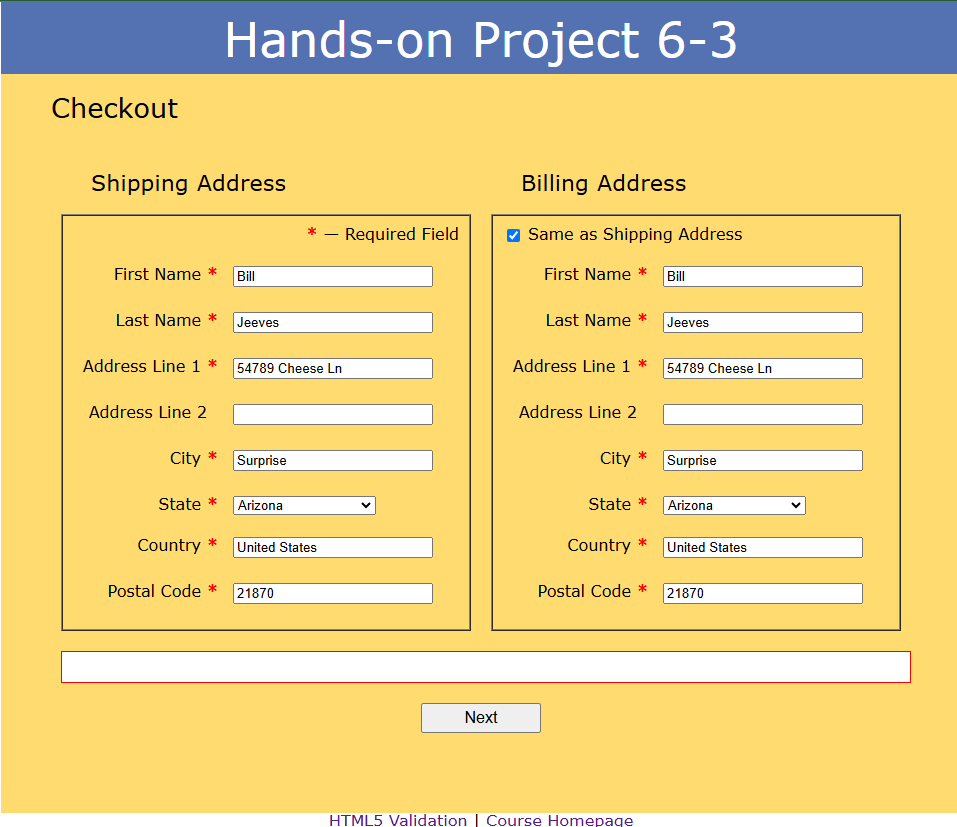 Hands-on Project 6-3
Checkout
Shipping Address
* — Required Field
First Name * Bill
Last Name * Jeeves
Address Line 1 * 54789 Cheese Ln
Address Line 2
City * Surprise
State * Arizona
Country * United States
Postal Code * 21870
Billing Address
Same as Shipping Address
First Name * Bill
Last Name * Jeeves
Address Line 1 * 54789 Cheese Ln
Address Line 2
City * Surprise
State * Arizona
Country * United States
Postal Code * 21870
Next
HTML5 Validation | Course Homepage